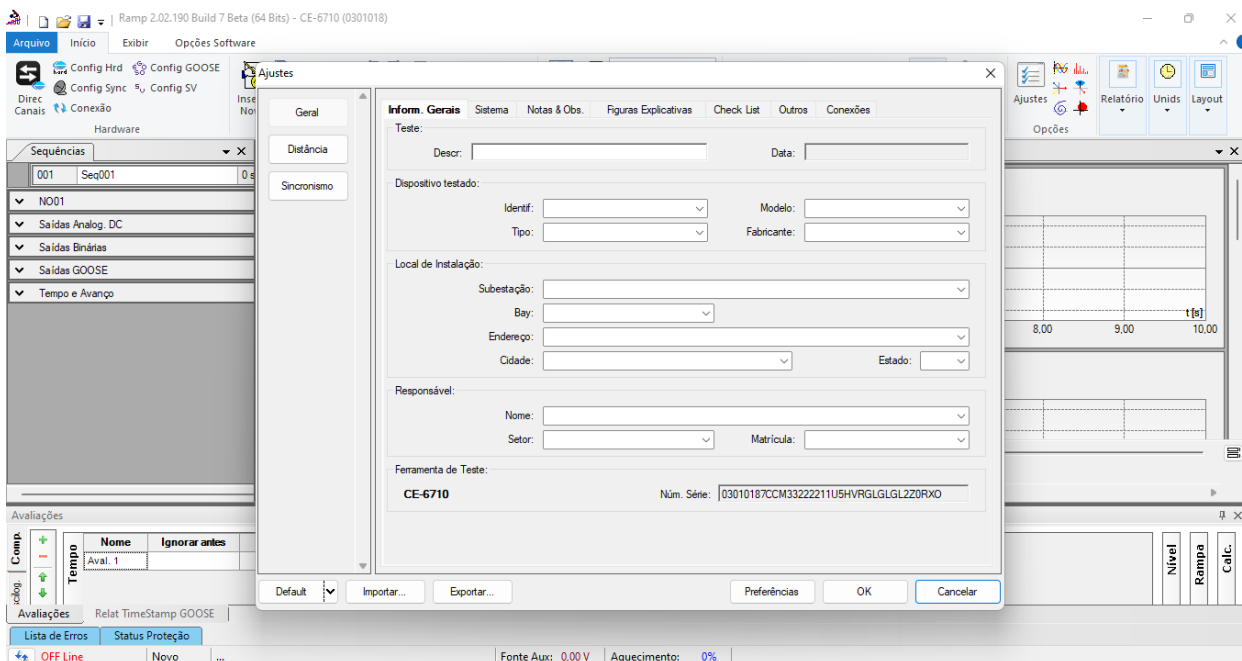 Ramp 2.02.190 Build 7 Beta (64 Bits) - CE-6710 (0301018)
Arquivo Início Exibir Opções Software
Direc Canais
Config Hrd Config GOOSE
Config Sync Config SV
Conexão
Hardware
Ajustes
Relatório Unids Layout
Opções
Sequências
001 Seq001
NO01
Saídas Analog. DC
Saídas Binárias
Saídas GOOSE
Tempo e Avanço
Ajustes
Geral
Distância
Sincronismo
Inform. Gerais Sistema Notas & Obs. Figuras Explicativas Check List Outros Conexões
Teste:
Descr: Data:
Dispositivo testado:
Identif: Modelo:
Tipo: Fabricante:
Local de Instalação:
Subestação:
Bay:
Endereço:
Cidade: Estado:
Responsável:
Nome:
Setor: Matrícula:
Ferramenta de Teste:
CE-6710 Núm. Série: 03010187CCM33222211U5HVRGLGLGL2Z0RXO
Default Importar... Exportar... Preferências OK Cancelar
t[s]
8,00 9,00 10,00
Avaliações
Comp.
Tempo
Nome Ignorar antes
Aval. 1
Nível
Rampa
Calc.
Avaliações Relat TimeStamp GOOSE
Lista de Erros Status Proteção
OFF Line Novo ... Fonte Aux: 0.00 V Aquecimento: 0%